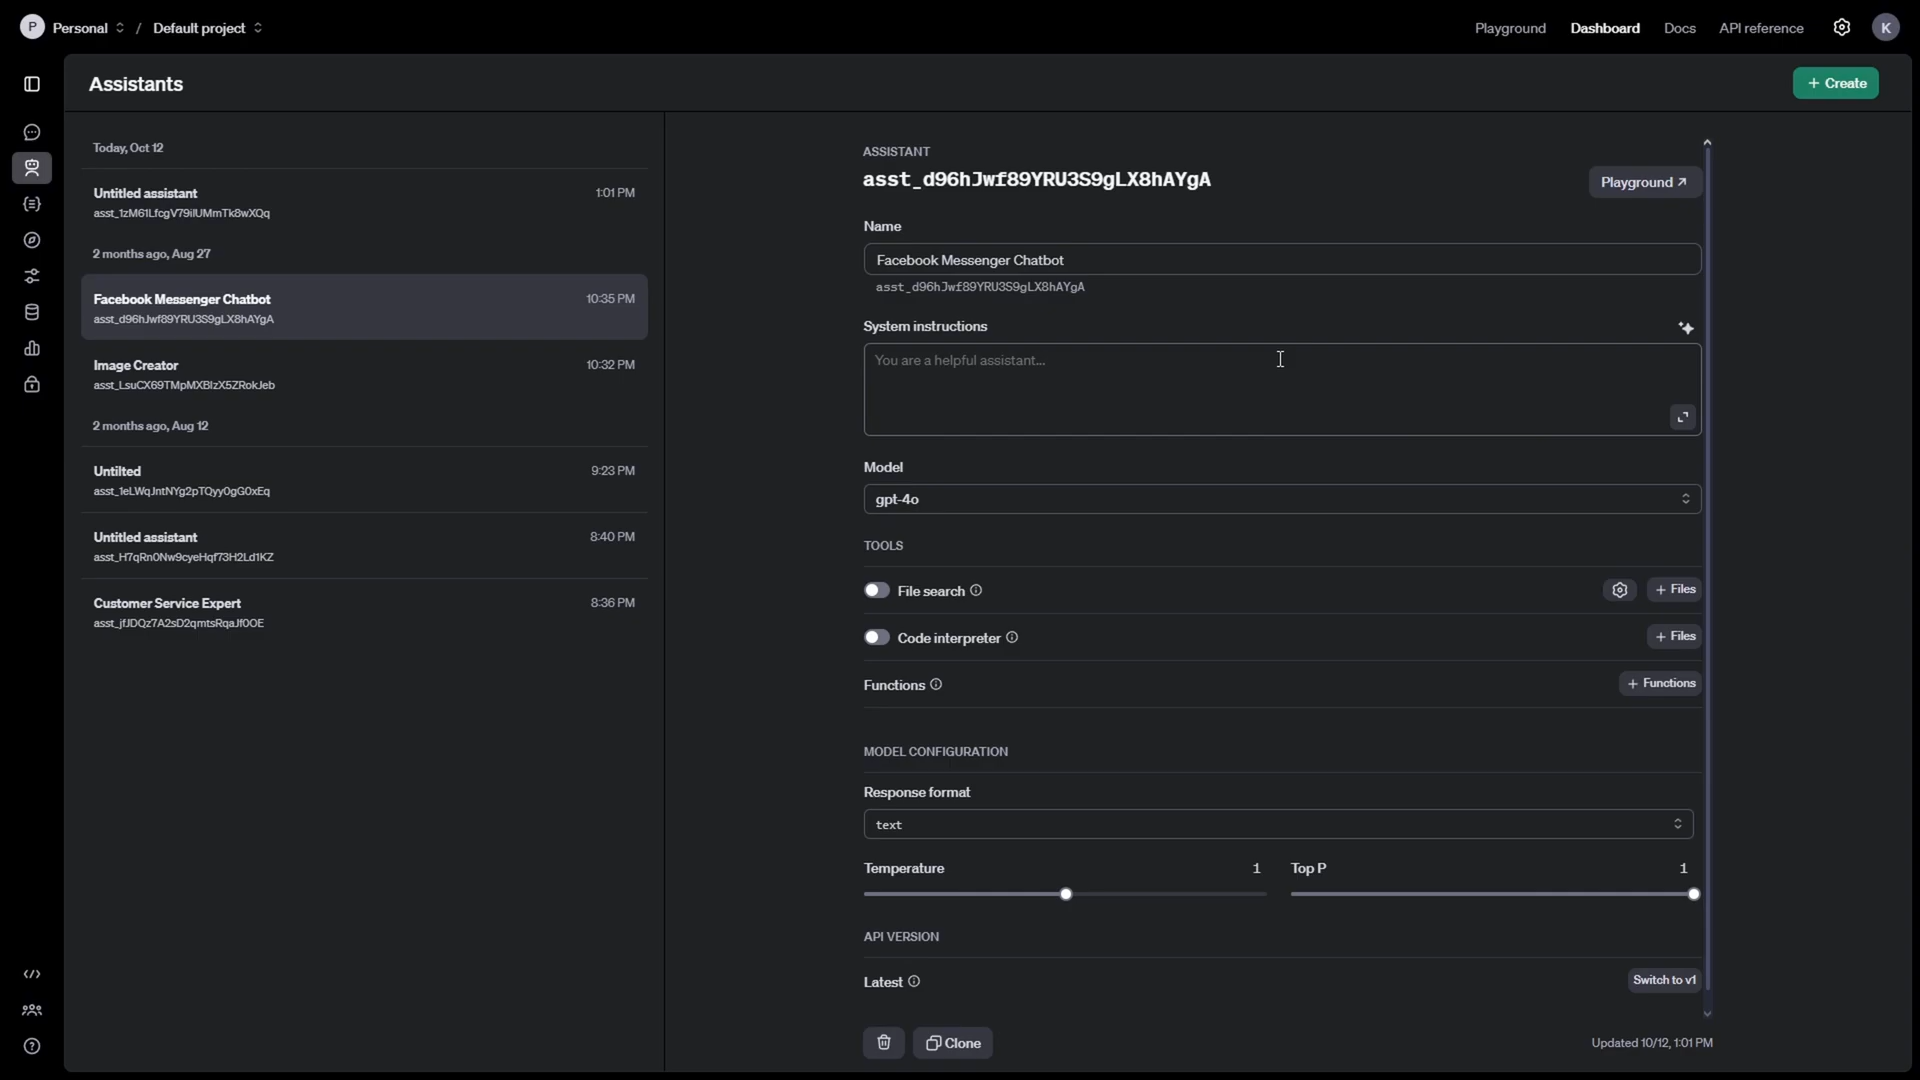 P Personal / Default project
Playground Dashboard Docs API reference K
Assistants
+ Create
Today, Oct 12
Untitled assistant 1:01 PM
asst_1zM61LfcgV79iIUMmTk8wXQq
2 months ago, Aug 27
Facebook Messenger Chatbot 10:35 PM
asst_d96hJwf89YRU3S9gLX8hAYgA
Image Creator 10:32 PM
asst_LsuCX69TMpMXBIzX5ZRokJeb
2 months ago, Aug 12
Untilted 9:23 PM
asst_1eLWqJntNYg2pTQyy0gG0xEq
Untitled assistant 8:40 PM
asst_H7qRn0Nw9cyeHqf73H2Ld1KZ
Customer Service Expert 8:36 PM
asst_jfJDQz7A2sD2qmtsRqaJf0OE
ASSISTANT
asst_d96hJwf89YRU3S9gLX8hAYgA
Playground
Name
Facebook Messenger Chatbot
asst_d96hJwf89YRU3S9gLX8hAYgA
System instructions
You are a helpful assistant...
Model
gpt-4o
TOOLS
File search + Files
Code interpreter + Files
Functions + Functions
MODEL CONFIGURATION
Response format
text
Temperature 1 Top P 1
API VERSION
Latest Switch to v1
Clone Updated 10/12, 1:01 PM